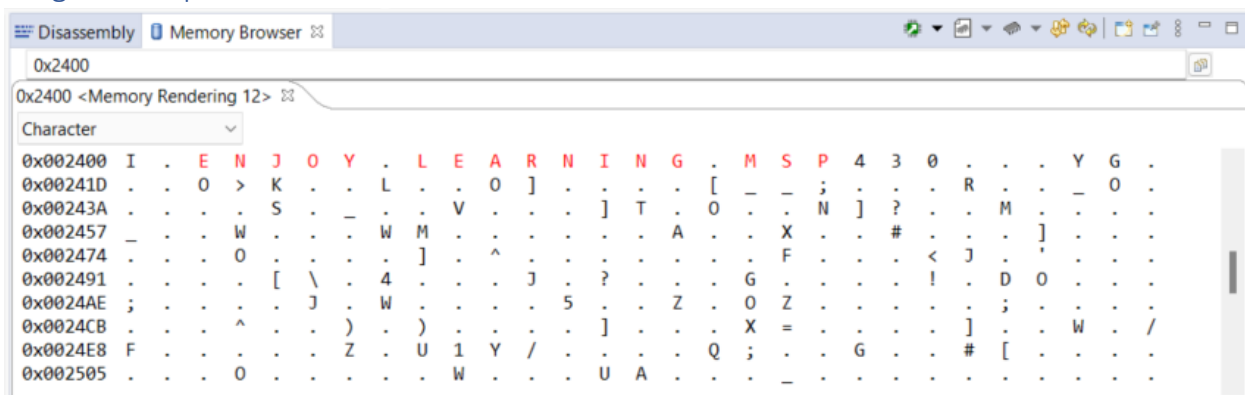 Disassembly Memory Browser
0x2400
0x2400 <Memory Rendering 12>
Character
0x002400 I . E N J O Y . L E A R N I N G . M S P 4 3 0 . . . Y G .
0x00241D . . O > K . . L . . O ] . . . . [ _ _ ; . . . R . . _ O .
0x00243A . . . . S . _ . . V . . . ] T . O . . N ] ? . . M . . . .
0x002457 _ . . W . . . W M . . . . . . A . . X . . # . . . ] . . .
0x002474 . . . O . . . . ] . ^ . . . . . . . F . . . < J . ' . . .
0x002491 . . . . [ \ . 4 . . . J . ? . . . G . . . . ! . D O . . .
0x0024AE ; . . . . J . W . . . . 5 . . Z . O Z . . . . . ; . . . .
0x0024CB . . . ^ . . ) . ) . . . . ] . . . X = . . . . ] . . W . /
0x0024E8 F . . . . . Z . U 1 Y / . . . . Q ; . . G . . # [ . . . .
0x002505 . . . O . . . . . W . . . U A . . . _ . . . . . . . . . .